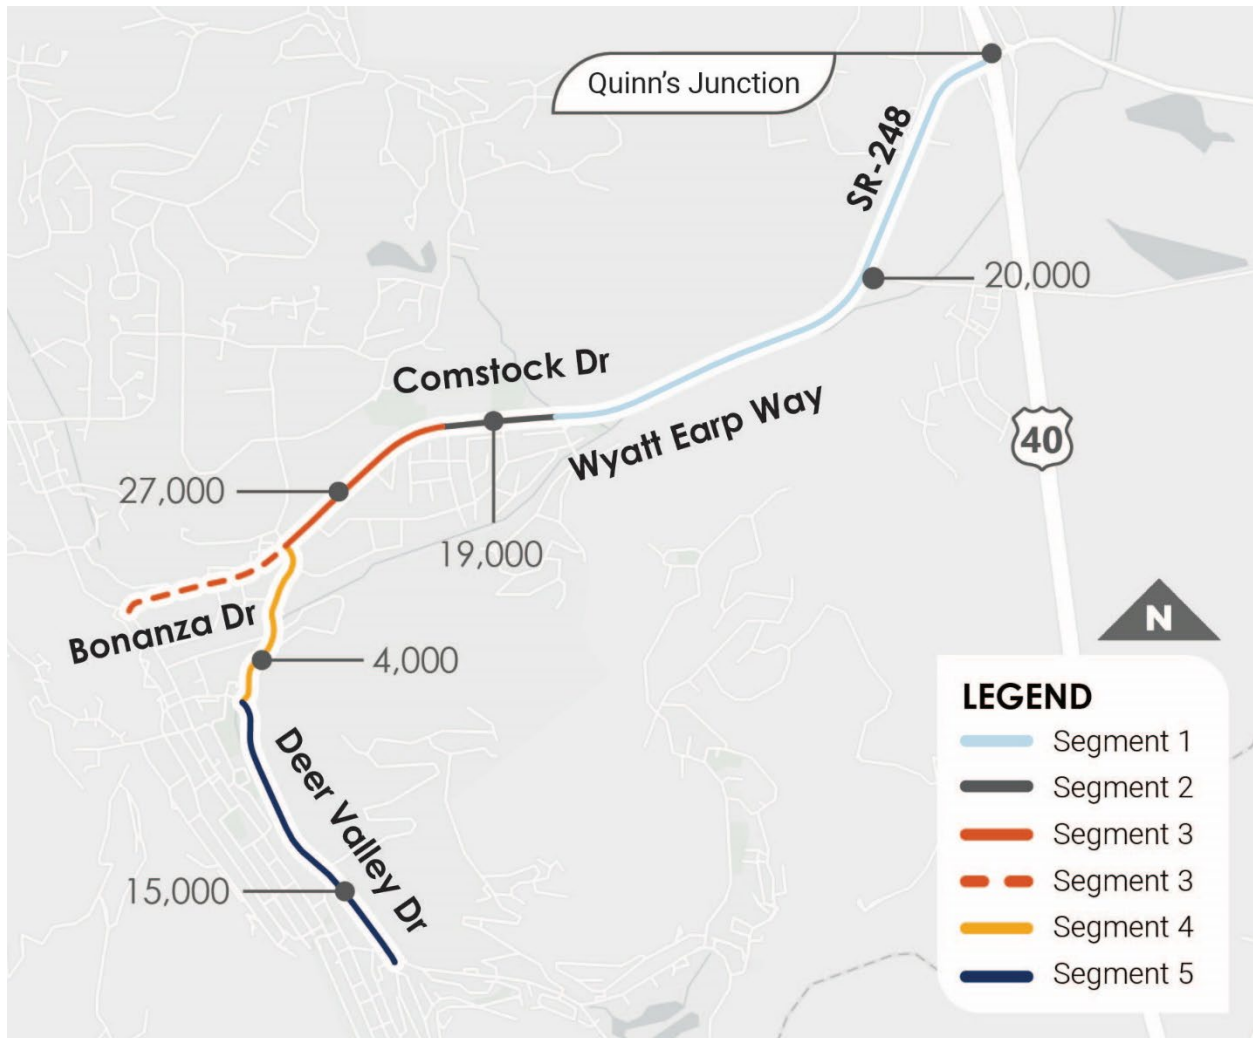 Quinn's Junction
SR-248
20,000
Comstock Dr
Wyatt Earp Way
40
27,000
19,000
Bonanza Dr
4,000
N
Deer Valley Dr
15,000
LEGEND
Segment 1
Segment 2
Segment 3
Segment 3
Segment 4
Segment 5